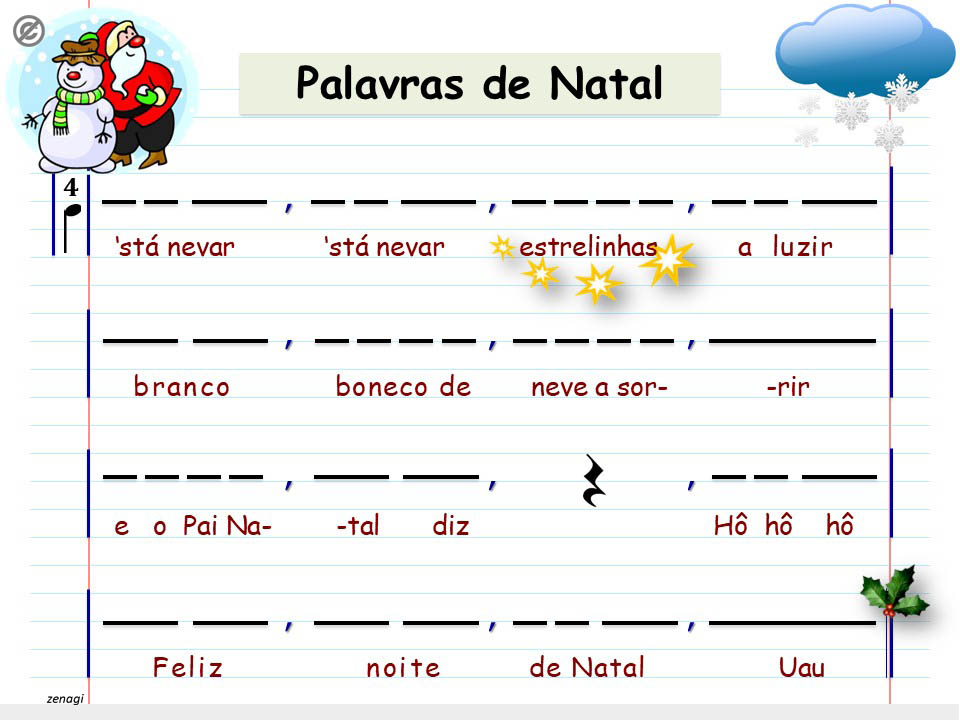 Palavras de Natal
4
‘stá nevar ‘stá nevar estrelinhas a luzir
branco boneco de neve a sor- -rir
e o Pai Na- -tal diz Hô hô hô
Feliz noite de Natal Uau
zenagi